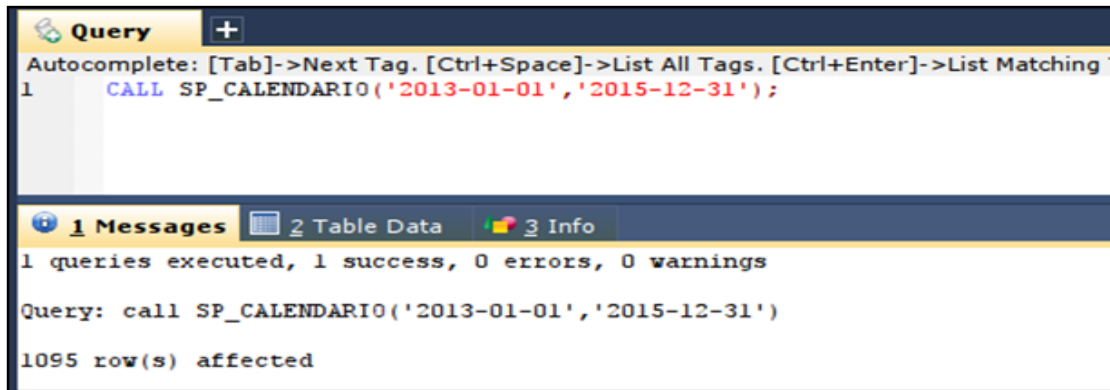 Query
Autocomplete: [Tab]->Next Tag. [Ctrl+Space]->List All Tags. [Ctrl+Enter]->List Matching
1 CALL SP_CALENDARIO('2013-01-01','2015-12-31');
1 Messages 2 Table Data 3 Info
1 queries executed, 1 success, 0 errors, 0 warnings
Query: call SP_CALENDARIO('2013-01-01','2015-12-31')
1095 row(s) affected